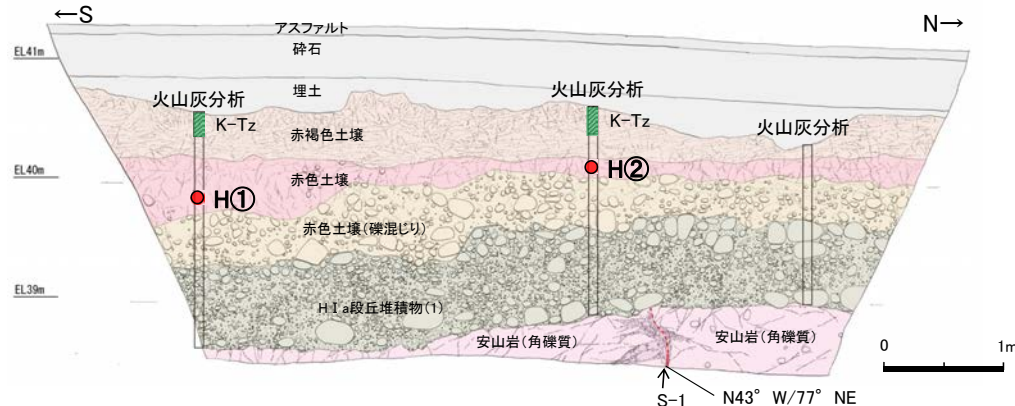 ←S
N→
アスファルト
砕石
EL41m
埋土
火山灰分析
火山灰分析
火山灰分析
K-Tz
K-Tz
赤褐色土壌
EL40m
赤色土壌
H①
H②
赤色土壌(礫混じり)
EL39m
HⅠa段丘堆積物(1)
安山岩(角礫質)
安山岩(角礫質)
0 1m
S-1
N43°W/77°NE